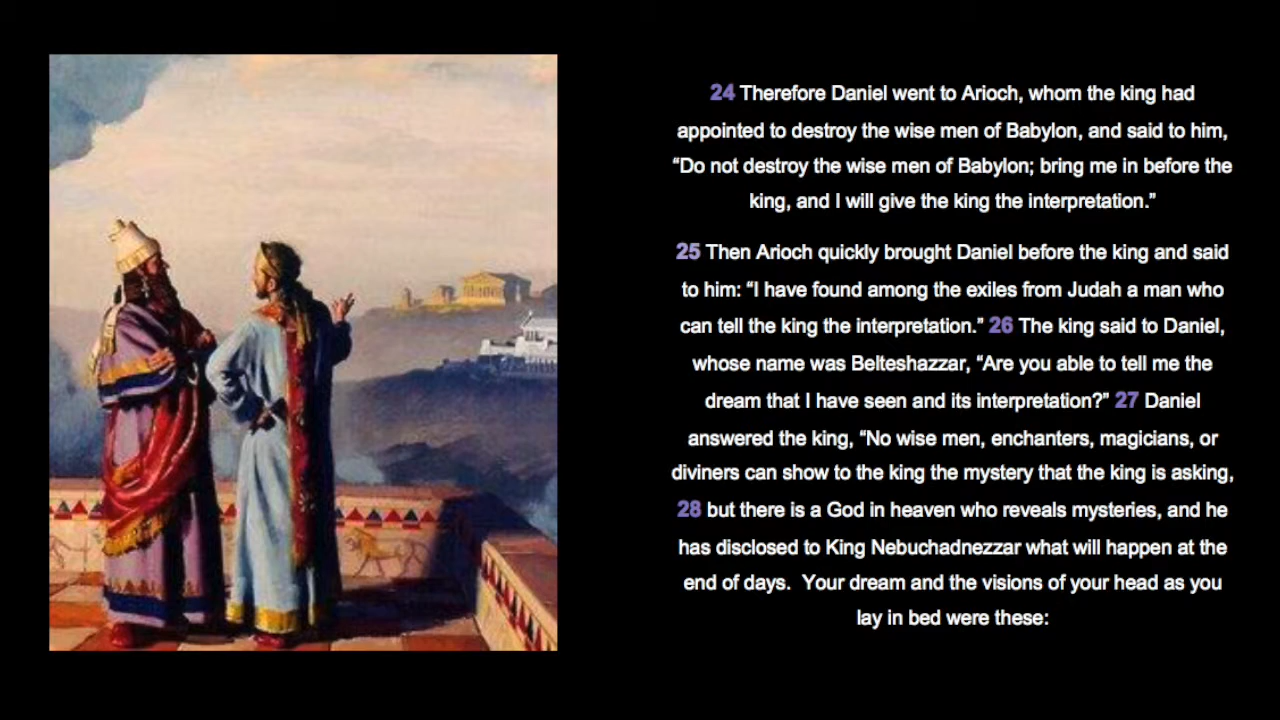 24 Therefore Daniel went to Arioch, whom the king had
appointed to destroy the wise men of Babylon, and said to him,
“Do not destroy the wise men of Babylon; bring me in before the
king, and I will give the king the interpretation.”
25 Then Arioch quickly brought Daniel before the king and said
to him: “I have found among the exiles from Judah a man who
can tell the king the interpretation.” 26 The king said to Daniel,
whose name was Belteshazzar, “Are you able to tell me the
dream that I have seen and its interpretation?” 27 Daniel
answered the king, “No wise men, enchanters, magicians, or
diviners can show to the king the mystery that the king is asking,
28 but there is a God in heaven who reveals mysteries, and he
has disclosed to King Nebuchadnezzar what will happen at the
end of days.  Your dream and the visions of your head as you
lay in bed were these: